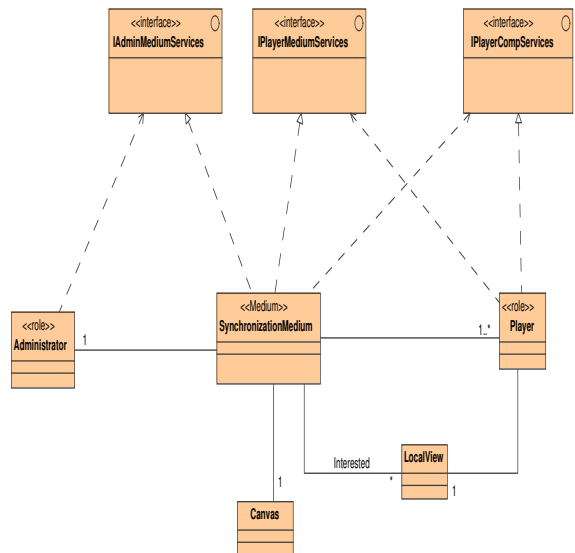 <<interface>>
IAdminMediumServices
<<interface>>
IPlayerMediumServices
<<interface>>
IPlayerCompServices
<<role>>
Administrator
1
<<Medium>>
SynchronizationMedium
1..*
<<role>>
Player
Interested
*
LocalView
1
1
Canvas